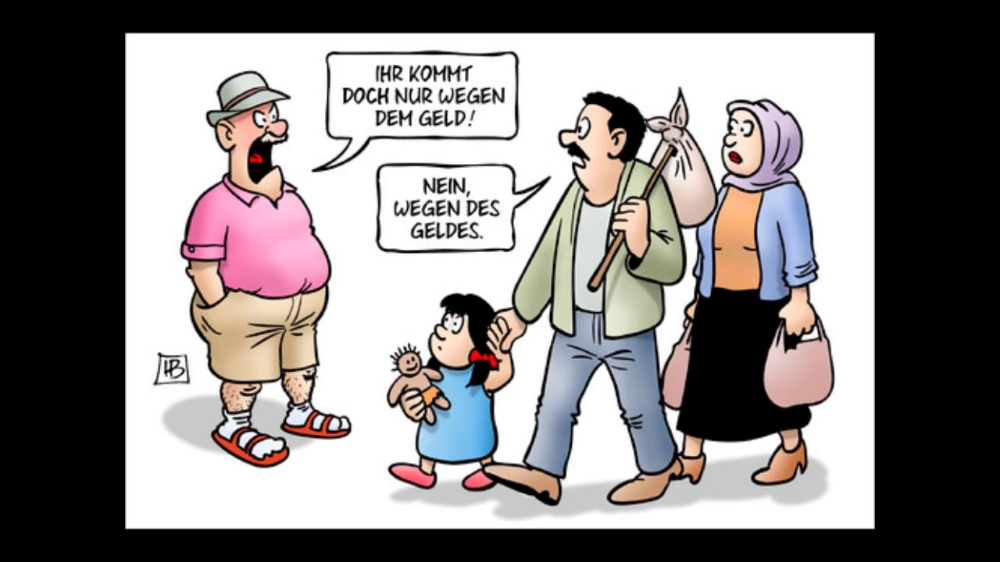 IHR KOMMT
DOCH NUR WEGEN
DEM GELD!
NEIN,
WEGEN DES
GELDES.
HB